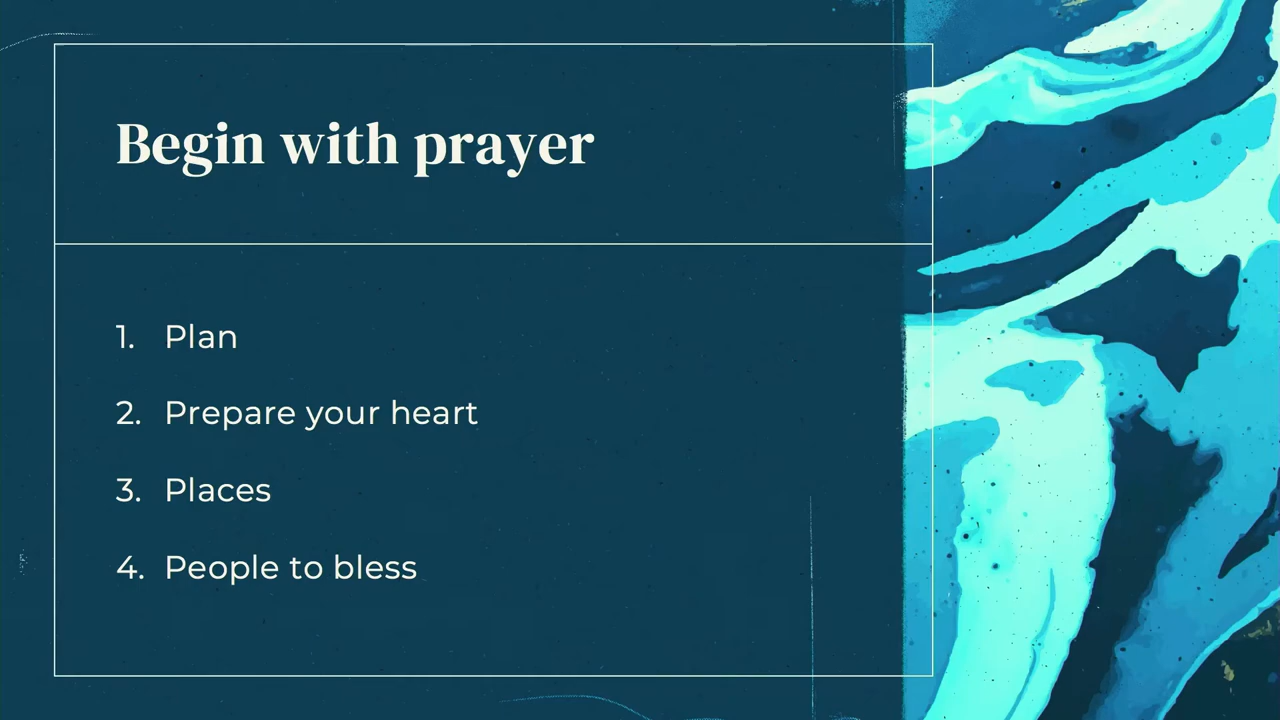 Begin with prayer
1. Plan
2. Prepare your heart
3. Places
4. People to bless